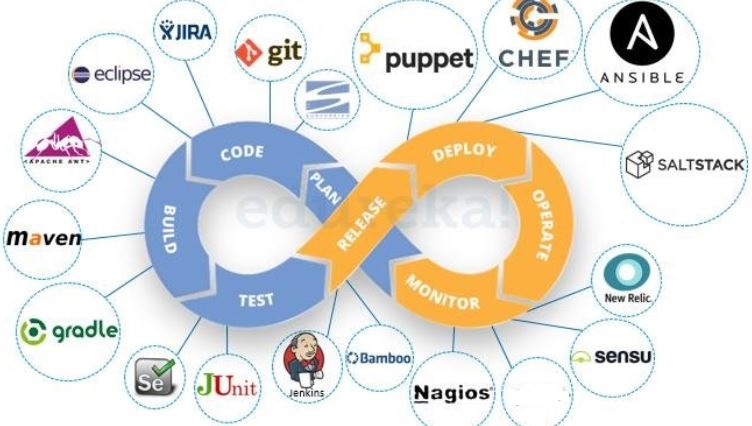 JIRA
git
puppet
CHEF
A
ANSIBLE
eclipse
SUBVERSION
APACHE ANT
CODE
DEPLOY
PLAN
SALTSTACK
edureka!
RELEASE
BUILD
OPERATE
maven
TEST
MONITOR
New Relic.
gradle
Se
JUnit
Jenkins
Bamboo
Nagios®
sensu